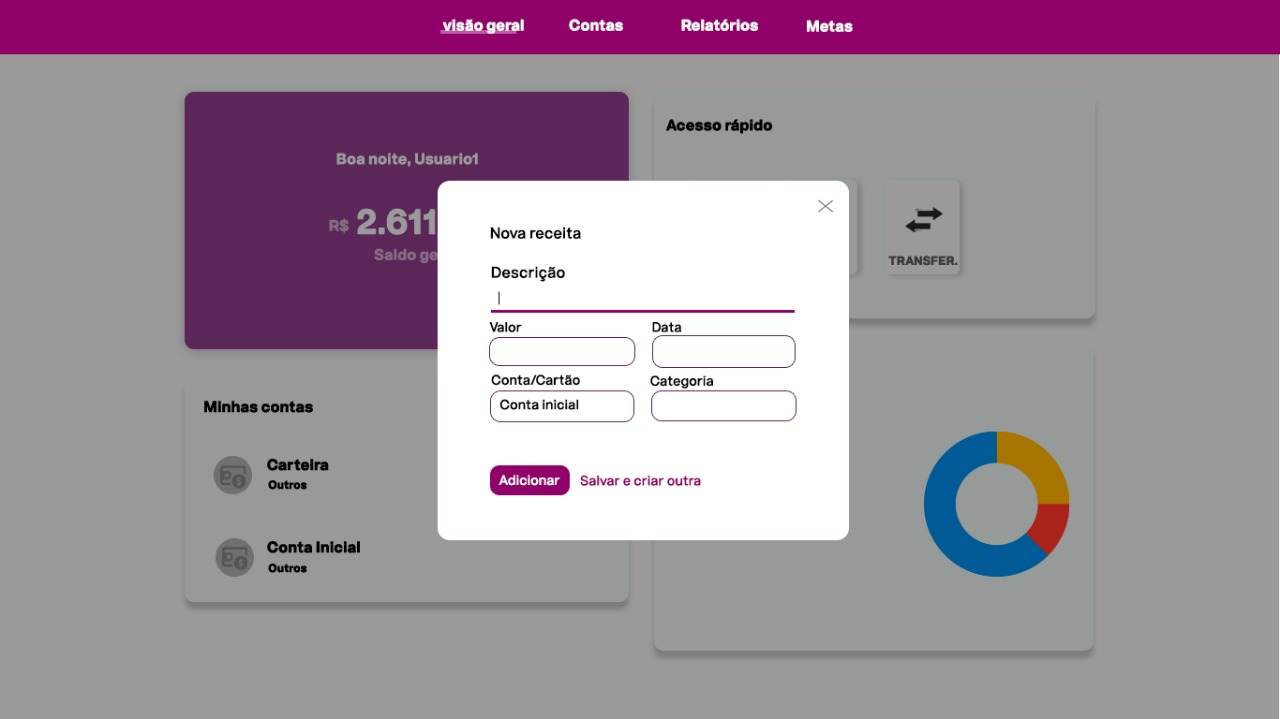 visão geral Contas Relatórios Metas
Boa noite, Usuario1
R$ 2.611
Saldo ge
Acesso rápido
TRANSFER.
Nova receita
Descrição
Valor Data
Conta/Cartão Categoria
Conta inicial
Adicionar Salvar e criar outra
Minhas contas
Carteira
Outros
Conta Inicial
Outros